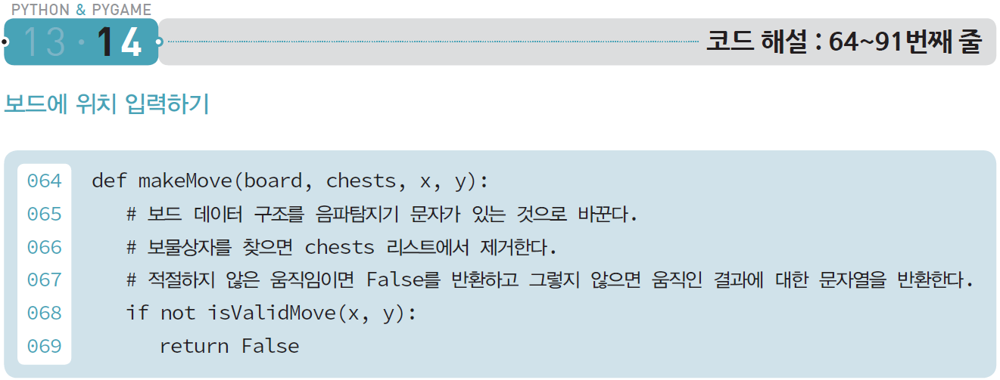 PYTHON & PYGAME
13·14 코드 해설 : 64~91번째 줄
보드에 위치 입력하기
064 def makeMove(board, chests, x, y):
065 # 보드 데이터 구조를 음파탐지기 문자가 있는 것으로 바꾼다.
066 # 보물상자를 찾으면 chests 리스트에서 제거한다.
067 # 적절하지 않은 움직임이면 False를 반환하고 그렇지 않으면 움직인 결과에 대한 문자열을 반환한다.
068 if not isValidMove(x, y):
069 return False